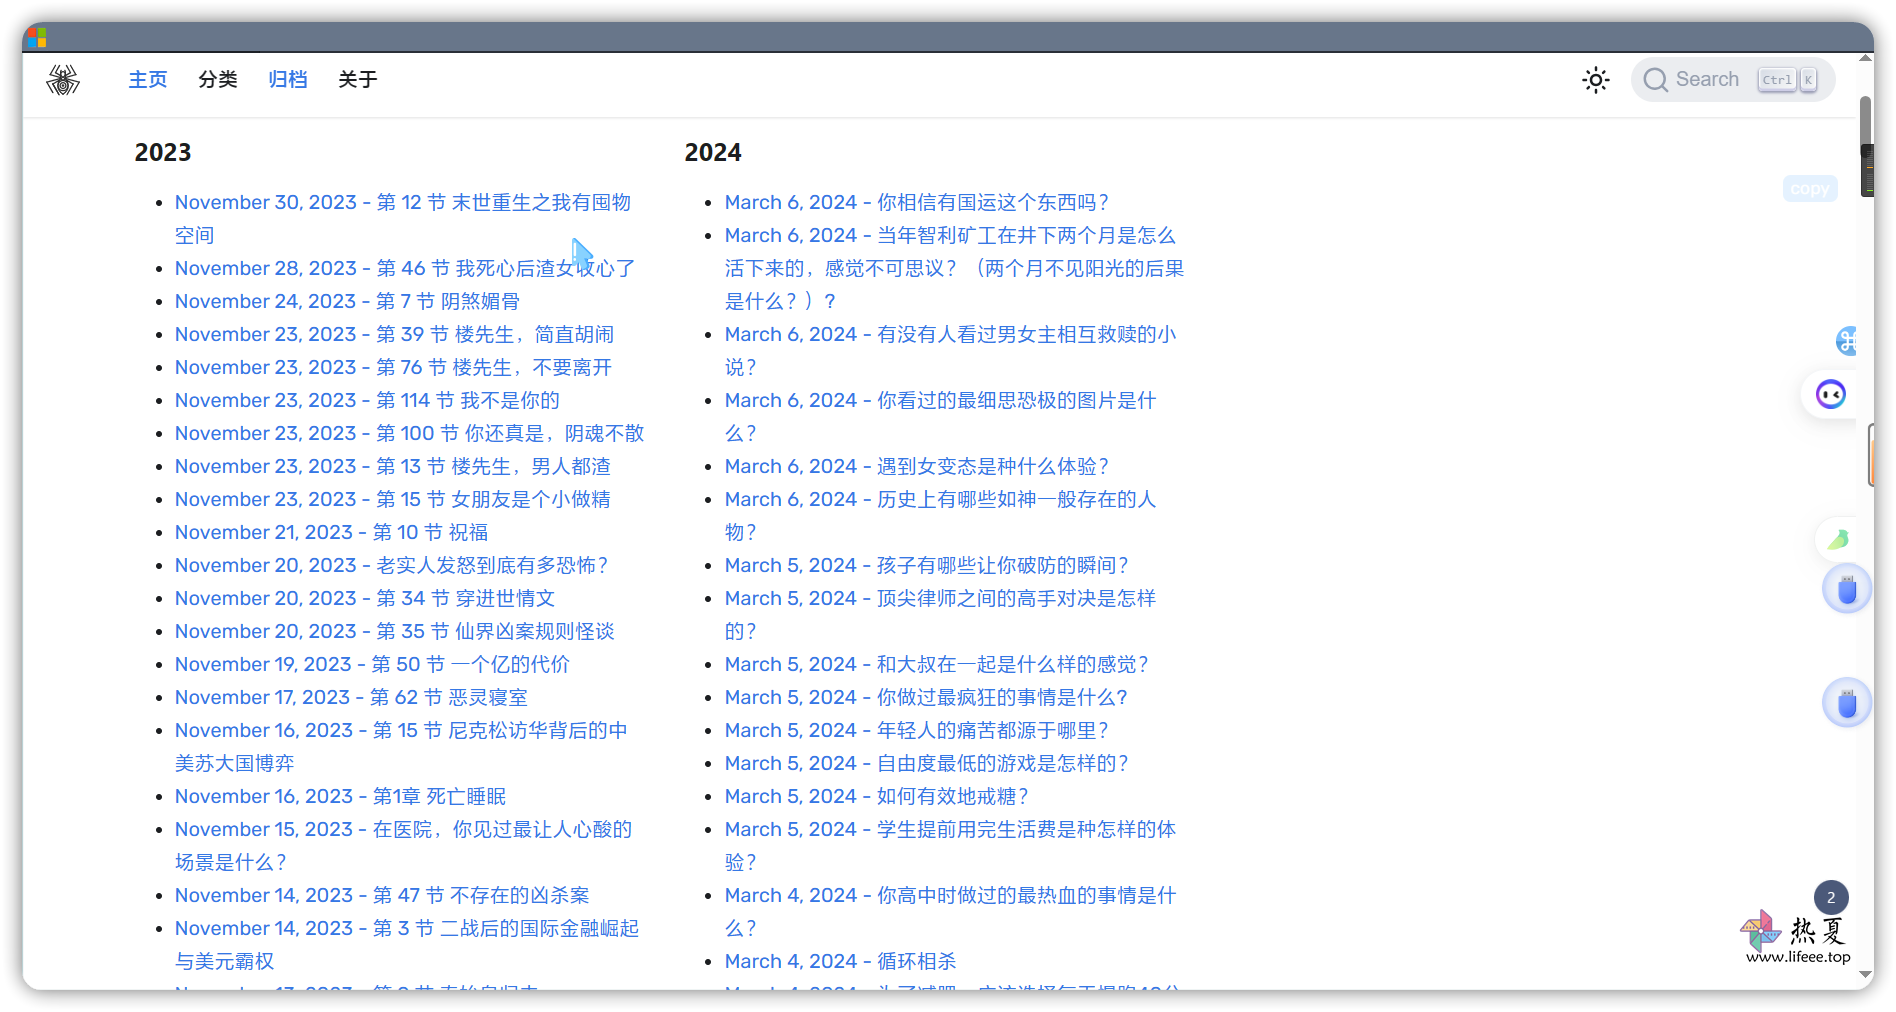 主页 分类 归档 关于
Search Ctrl K
2023
November 30, 2023 - 第 12 节 末世重生之我有囤物
空间
November 28, 2023 - 第 46 节 我死心后渣女收心了
November 24, 2023 - 第 7 节 阴煞媚骨
November 23, 2023 - 第 39 节 楼先生，简直胡闹
November 23, 2023 - 第 76 节 楼先生，不要离开
November 23, 2023 - 第 114 节 我不是你的
November 23, 2023 - 第 100 节 你还真是，阴魂不散
November 23, 2023 - 第 13 节 楼先生，男人都渣
November 23, 2023 - 第 15 节 女朋友是个小做精
November 21, 2023 - 第 10 节 祝福
November 20, 2023 - 老实人发怒到底有多恐怖？
November 20, 2023 - 第 34 节 穿进世情文
November 20, 2023 - 第 35 节 仙界凶案规则怪谈
November 19, 2023 - 第 50 节 一个亿的代价
November 17, 2023 - 第 62 节 恶灵寝室
November 16, 2023 - 第 15 节 尼克松访华背后的中
美苏大国博弈
November 16, 2023 - 第1章 死亡睡眠
November 15, 2023 - 在医院，你见过最让人心酸的
场景是什么？
November 14, 2023 - 第 47 节 不存在的凶杀案
November 14, 2023 - 第 3 节 二战后的国际金融崛起
与美元霸权
2024
March 6, 2024 - 你相信有国运这个东西吗？
March 6, 2024 - 当年智利矿工在井下两个月是怎么
活下来的，感觉不可思议？（两个月不见阳光的后果
是什么？）？
March 6, 2024 - 有没有人看过男女主相互救赎的小
说？
March 6, 2024 - 你看过的最细思恐极的图片是什
么？
March 6, 2024 - 遇到女变态是种什么体验？
March 6, 2024 - 历史上有哪些如神一般存在的人
物？
March 5, 2024 - 孩子有哪些让你破防的瞬间？
March 5, 2024 - 顶尖律师之间的高手对决是怎样
的？
March 5, 2024 - 和大叔在一起是什么样的感觉？
March 5, 2024 - 你做过最疯狂的事情是什么?
March 5, 2024 - 年轻人的痛苦都源于哪里？
March 5, 2024 - 自由度最低的游戏是怎样的？
March 5, 2024 - 如何有效地戒糖？
March 5, 2024 - 学生提前用完生活费是种怎样的体
验？
March 4, 2024 - 你高中时做过的最热血的事情是什
么？
March 4, 2024 - 循环相杀
copy
2
热夏
www.lifeee.top